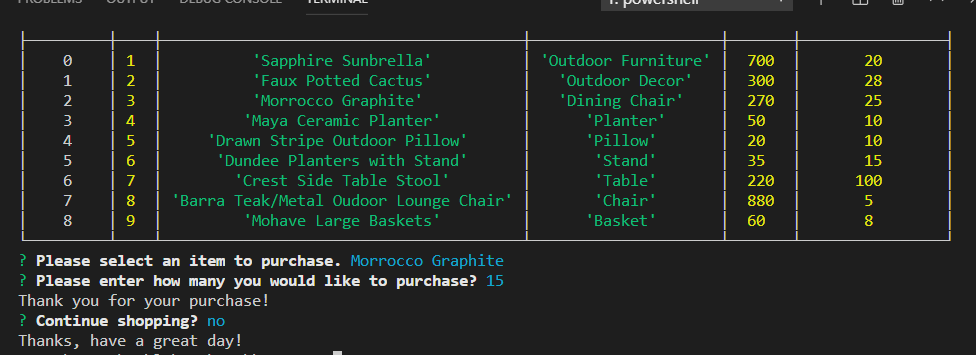 PROBLEMS OUTPUT DEBUG CONSOLE TERMINAL 1: powershell
0 1 'Sapphire Sunbrella' 'Outdoor Furniture' 700 20
1 2 'Faux Potted Cactus' 'Outdoor Decor' 300 28
2 3 'Morrocco Graphite' 'Dining Chair' 270 25
3 4 'Maya Ceramic Planter' 'Planter' 50 10
4 5 'Drawn Stripe Outdoor Pillow' 'Pillow' 20 10
5 6 'Dundee Planters with Stand' 'Stand' 35 15
6 7 'Crest Side Table Stool' 'Table' 220 100
7 8 'Barra Teak/Metal Oudoor Lounge Chair' 'Chair' 880 5
8 9 'Mohave Large Baskets' 'Basket' 60 8
? Please select an item to purchase. Morrocco Graphite
? Please enter how many you would like to purchase? 15
Thank you for your purchase!
? Continue shopping? no
Thanks, have a great day!